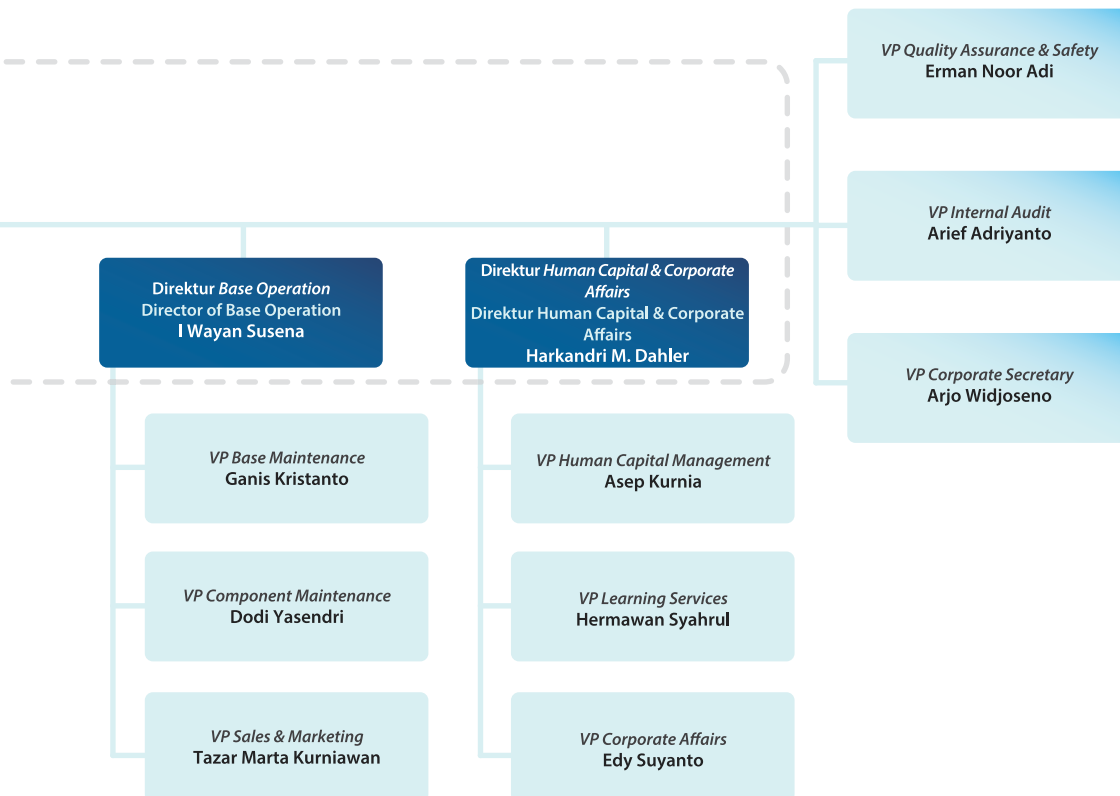 VP Quality Assurance & Safety
Erman Noor Adi
VP Internal Audit
Arief Adriyanto
VP Corporate Secretary
Arjo Widjoseno
Direktur Base Operation
Director of Base Operation
I Wayan Susena
Direktur Human Capital & Corporate
Affairs
Direktur Human Capital & Corporate
Affairs
Harkandri M. Dahler
VP Base Maintenance
Ganis Kristanto
VP Component Maintenance
Dodi Yasendri
VP Sales & Marketing
Tazar Marta Kurniawan
VP Human Capital Management
Asep Kurnia
VP Learning Services
Hermawan Syahrul
VP Corporate Affairs
Edy Suyanto